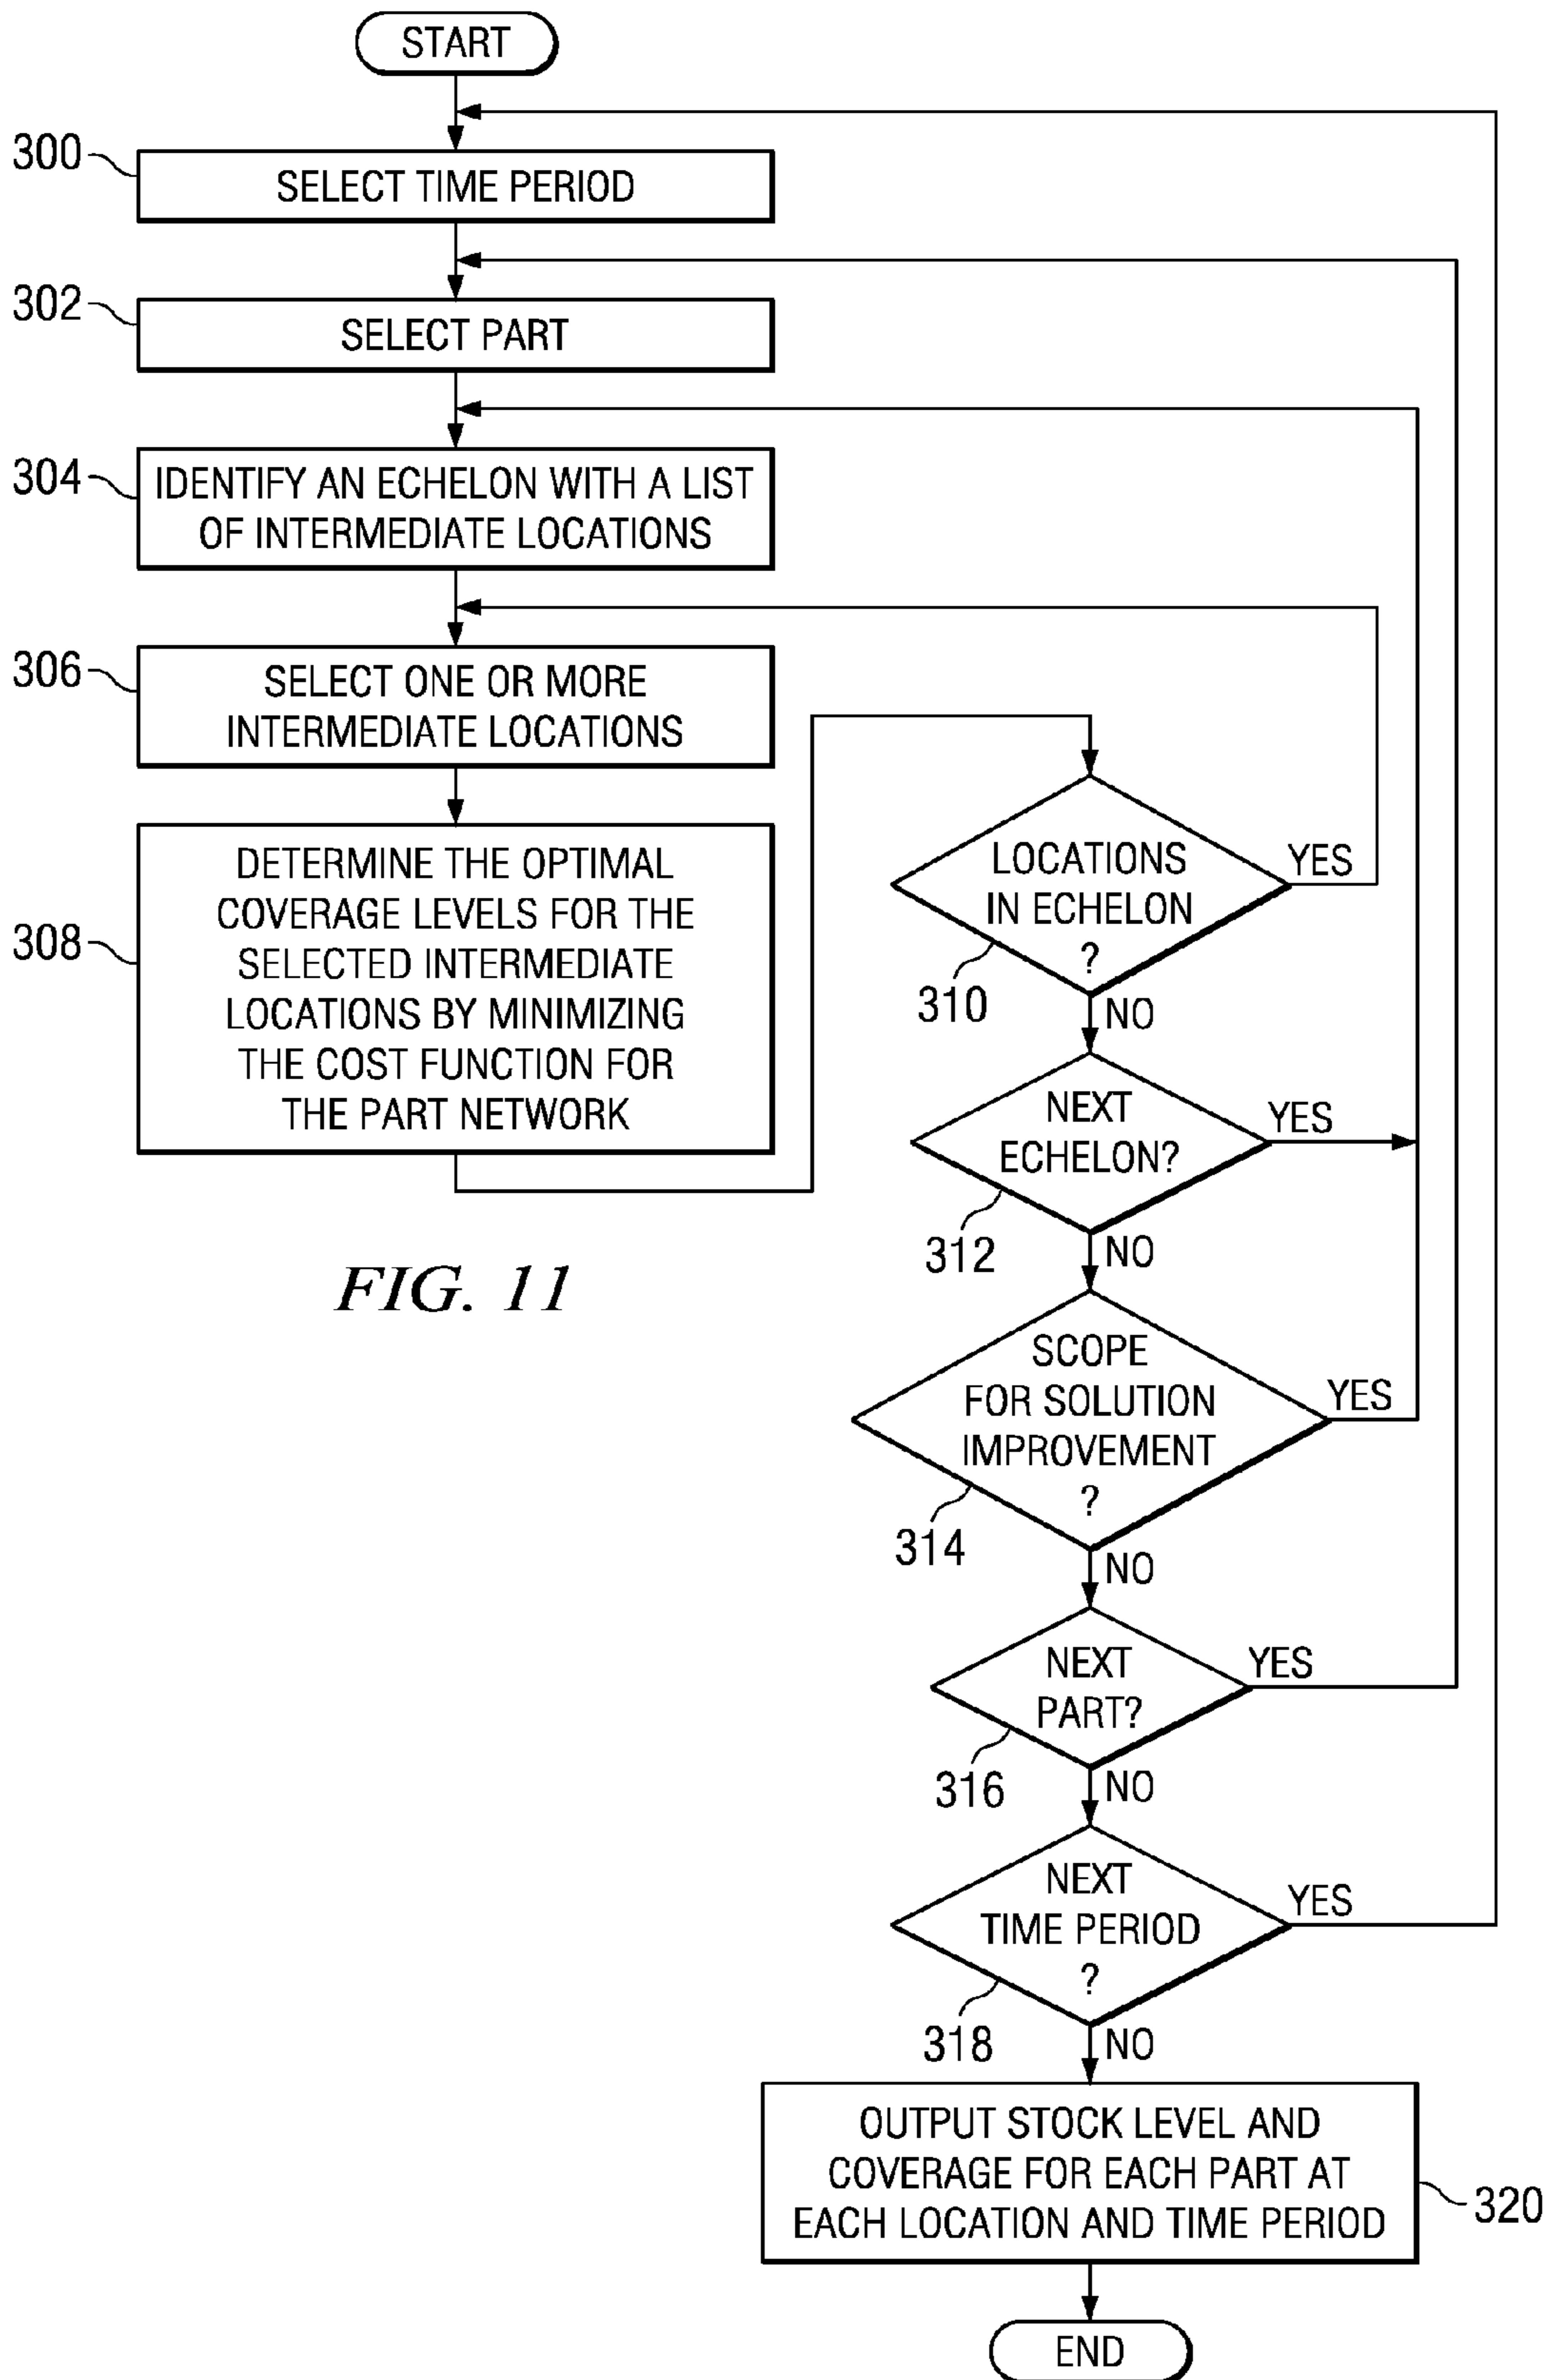 START
300
SELECT TIME PERIOD
302
SELECT PART
304
IDENTIFY AN ECHELON WITH A LIST
OF INTERMEDIATE LOCATIONS
306
SELECT ONE OR MORE
INTERMEDIATE LOCATIONS
308
DETERMINE THE OPTIMAL
COVERAGE LEVELS FOR THE
SELECTED INTERMEDIATE
LOCATIONS BY MINIMIZING
THE COST FUNCTION FOR
THE PART NETWORK
LOCATIONS
IN ECHELON
?
YES
310
NO
NEXT
ECHELON?
YES
312
NO
SCOPE
FOR SOLUTION
IMPROVEMENT
?
YES
314
NO
NEXT
PART?
YES
316
NO
NEXT
TIME PERIOD
?
YES
318
NO
OUTPUT STOCK LEVEL AND
COVERAGE FOR EACH PART AT
EACH LOCATION AND TIME PERIOD
320
END
FIG. 11